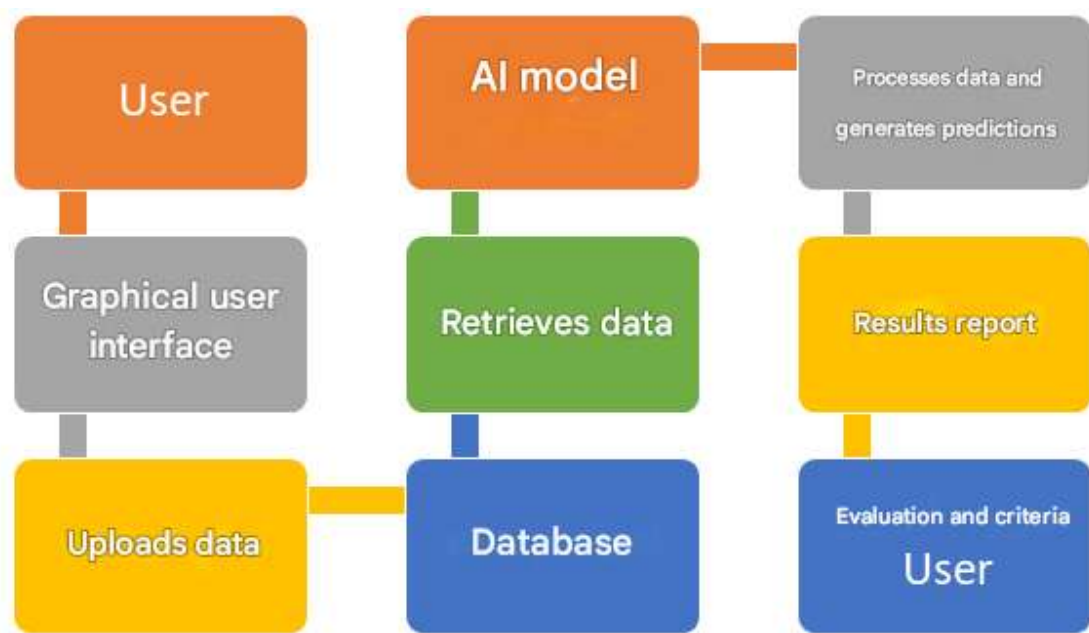 User
Graphical user
interface
Uploads data
Database
Retrieves data
AI model
Processes data and
generates predictions
Results report
Evaluation and criteria
User